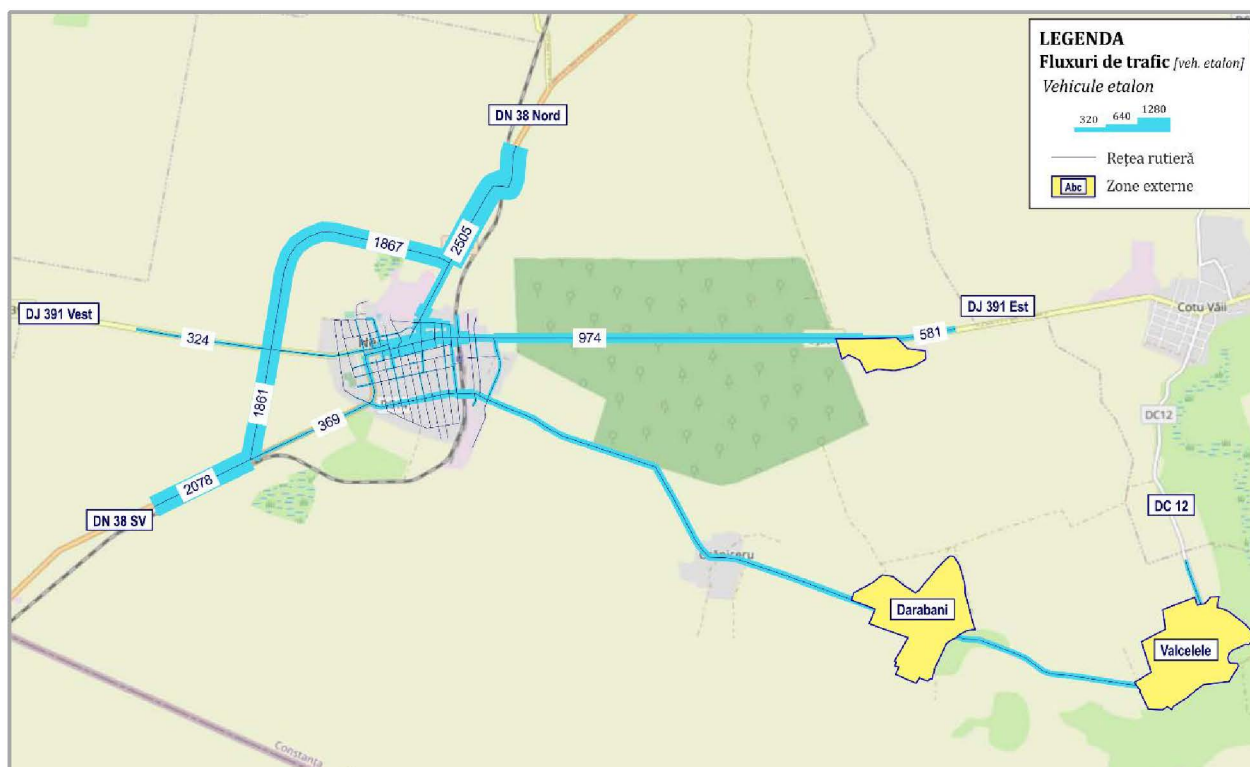 LEGENDA
Fluxuri de trafic [veh. etalon]
Vehicule etalon
320 640 1280
Rețea rutieră
Abc Zone externe
DN 38 Nord
2505
1867
DJ 391 Vest
324
DJ 391 Est
581
974
Cotu Văii
1861
369
DC12
2078
DN 38 SV
DC 12
Darabani
Valcelele
Constanța